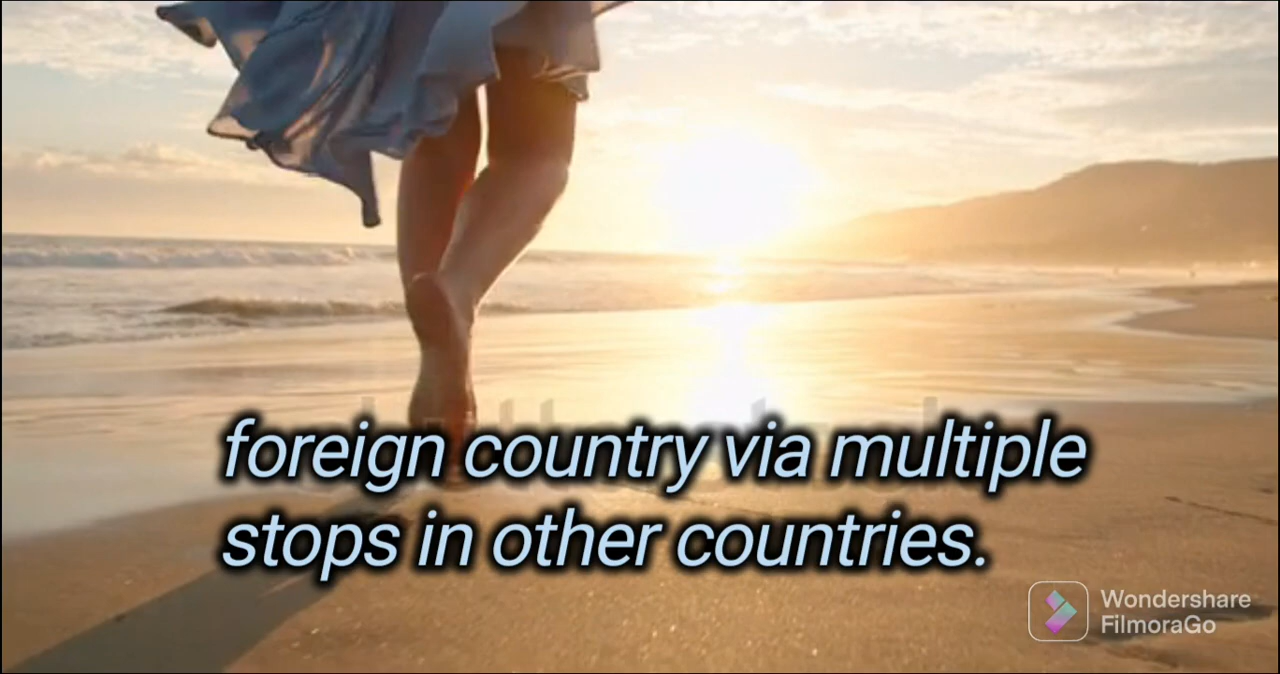 foreign country via multiple
stops in other countries.
Wondershare
FilmoraGo